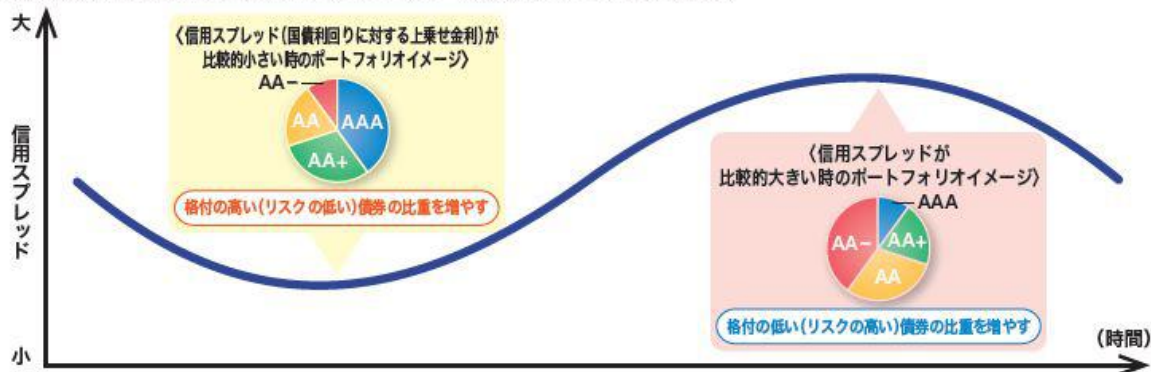 大
〈信用スプレッド(国債利回りに対する上乗せ金利)が
比較的小さい時のポートフォリオイメージ〉
AA−
AA
AAA
AA+
格付の高い(リスクの低い)債券の比重を増やす
信用スプレッド
〈信用スプレッドが
比較的大きい時のポートフォリオイメージ〉
AAA
AA−
AA+
AA
格付の低い(リスクの高い)債券の比重を増やす
(時間)
小